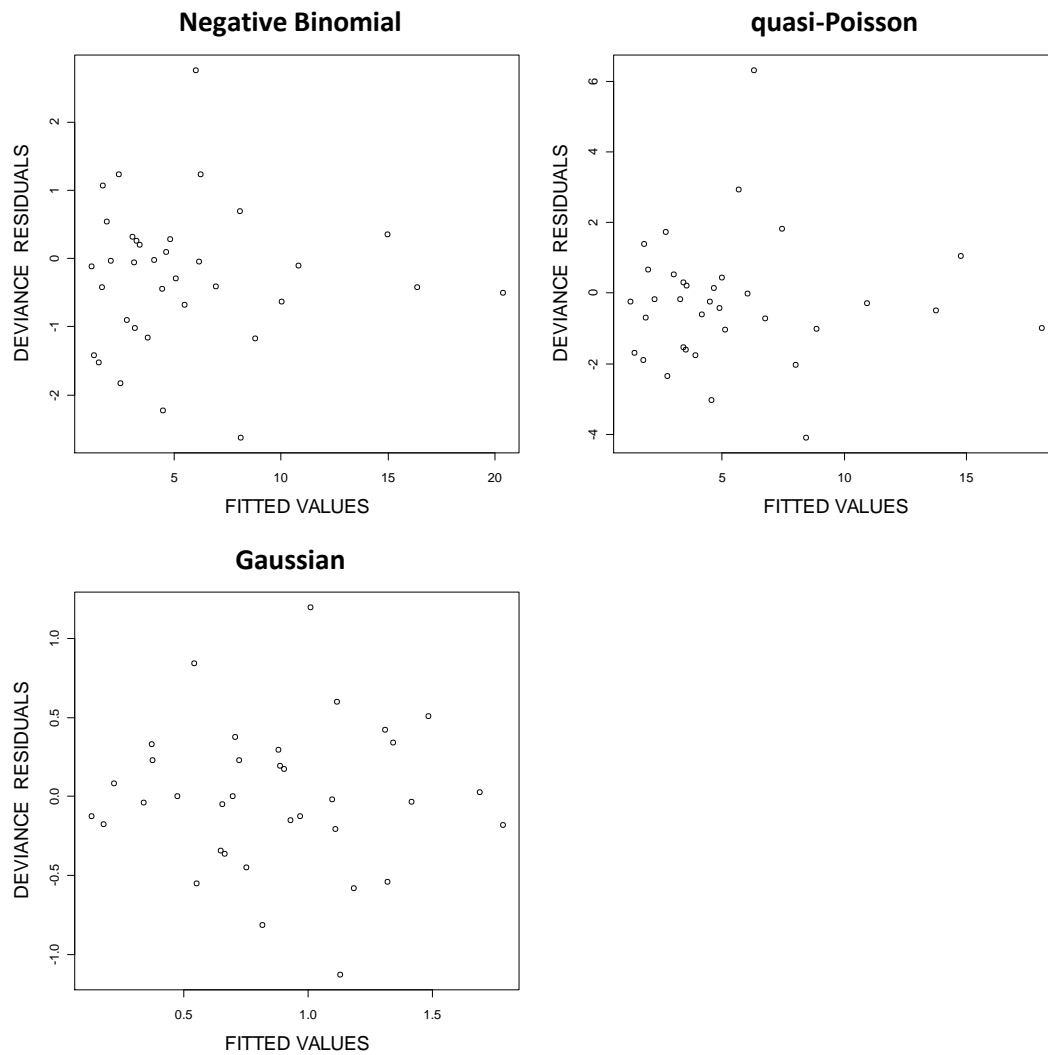 Negative Binomial
DEVIANCE RESIDUALS
2
1
0
-1
-2
5
10
15
20
FITTED VALUES
quasi-Poisson
DEVIANCE RESIDUALS
6
4
2
0
-2
-4
5
10
15
FITTED VALUES
Gaussian
DEVIANCE RESIDUALS
1.0
0.5
0.0
-0.5
-1.0
0.5
1.0
1.5
FITTED VALUES